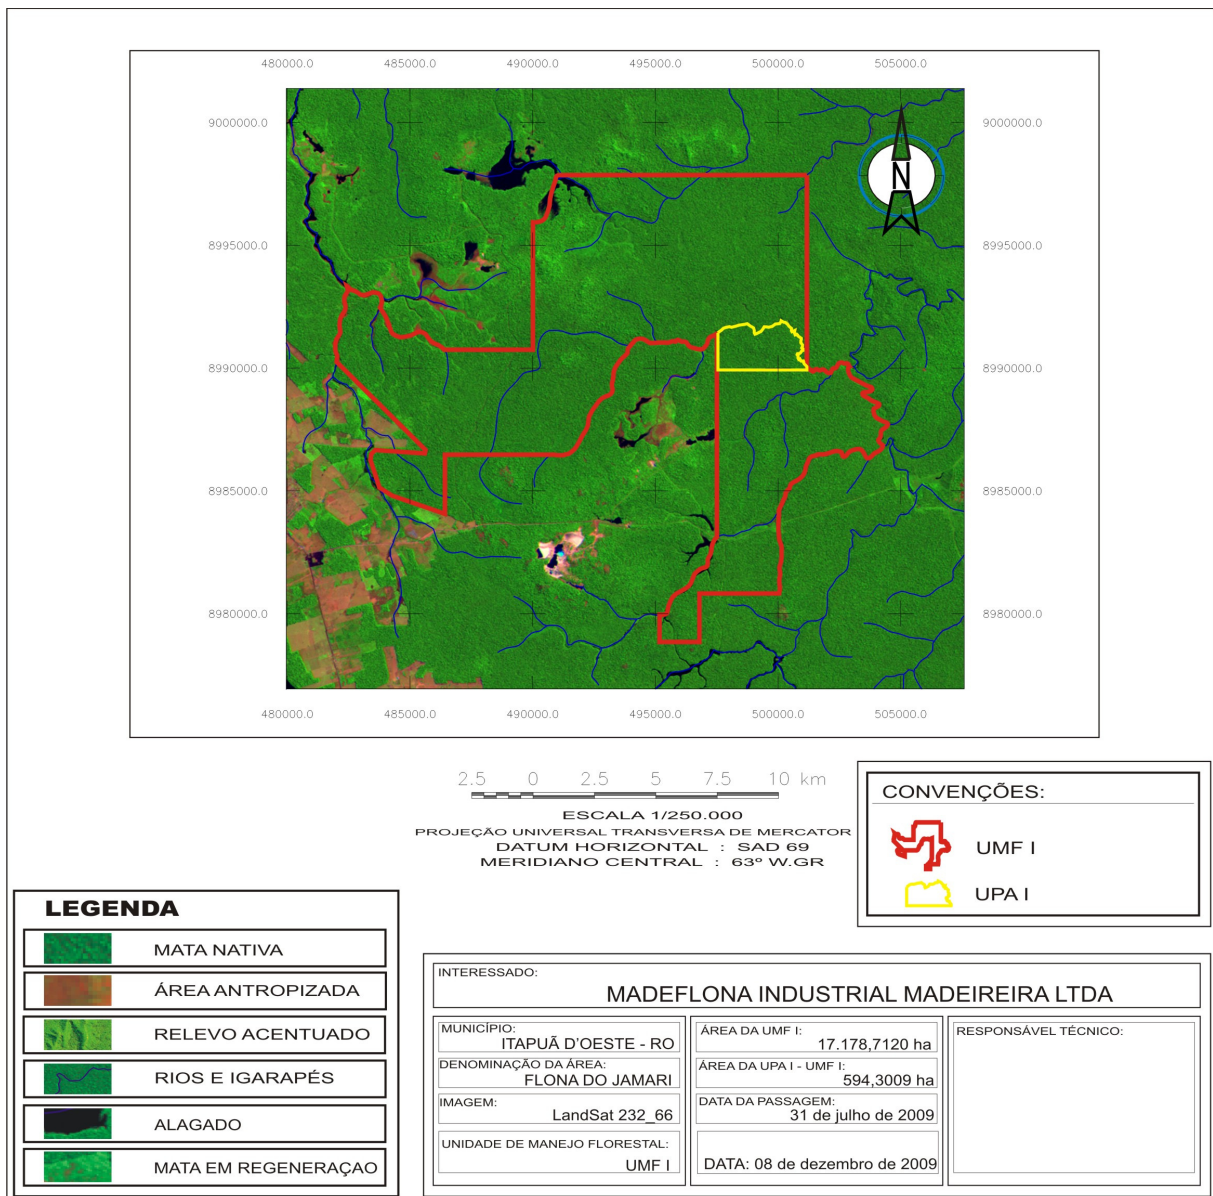 480000.0 485000.0 490000.0 495000.0 500000.0 505000.0
9000000.0 9000000.0
N
8995000.0 8995000.0
8990000.0 8990000.0
8985000.0 8985000.0
8980000.0 8980000.0
480000.0 485000.0 490000.0 495000.0 500000.0 505000.0
2.5 0 2.5 5 7.5 10 km
ESCALA 1/250.000
PROJEÇÃO UNIVERSAL TRANSVERSA DE MERCATOR
DATUM HORIZONTAL : SAD 69
MERIDIANO CENTRAL : 63º W.GR
CONVENÇÕES:
UMF I
UPA I
LEGENDA
MATA NATIVA
ÁREA ANTROPIZADA
RELEVO ACENTUADO
RIOS E IGARAPÉS
ALAGADO
MATA EM REGENERAÇAO
INTERESSADO:
MADEFLONA INDUSTRIAL MADEIREIRA LTDA
MUNICÍPIO:
ITAPUÃ D'OESTE - RO
DENOMINAÇÃO DA ÁREA:
FLONA DO JAMARI
IMAGEM:
LandSat 232_66
UNIDADE DE MANEJO FLORESTAL:
UMF I
ÁREA DA UMF I:
17.178,7120 ha
ÁREA DA UPA I - UMF I:
594,3009 ha
DATA DA PASSAGEM:
31 de julho de 2009
DATA: 08 de dezembro de 2009
RESPONSÁVEL TÉCNICO: